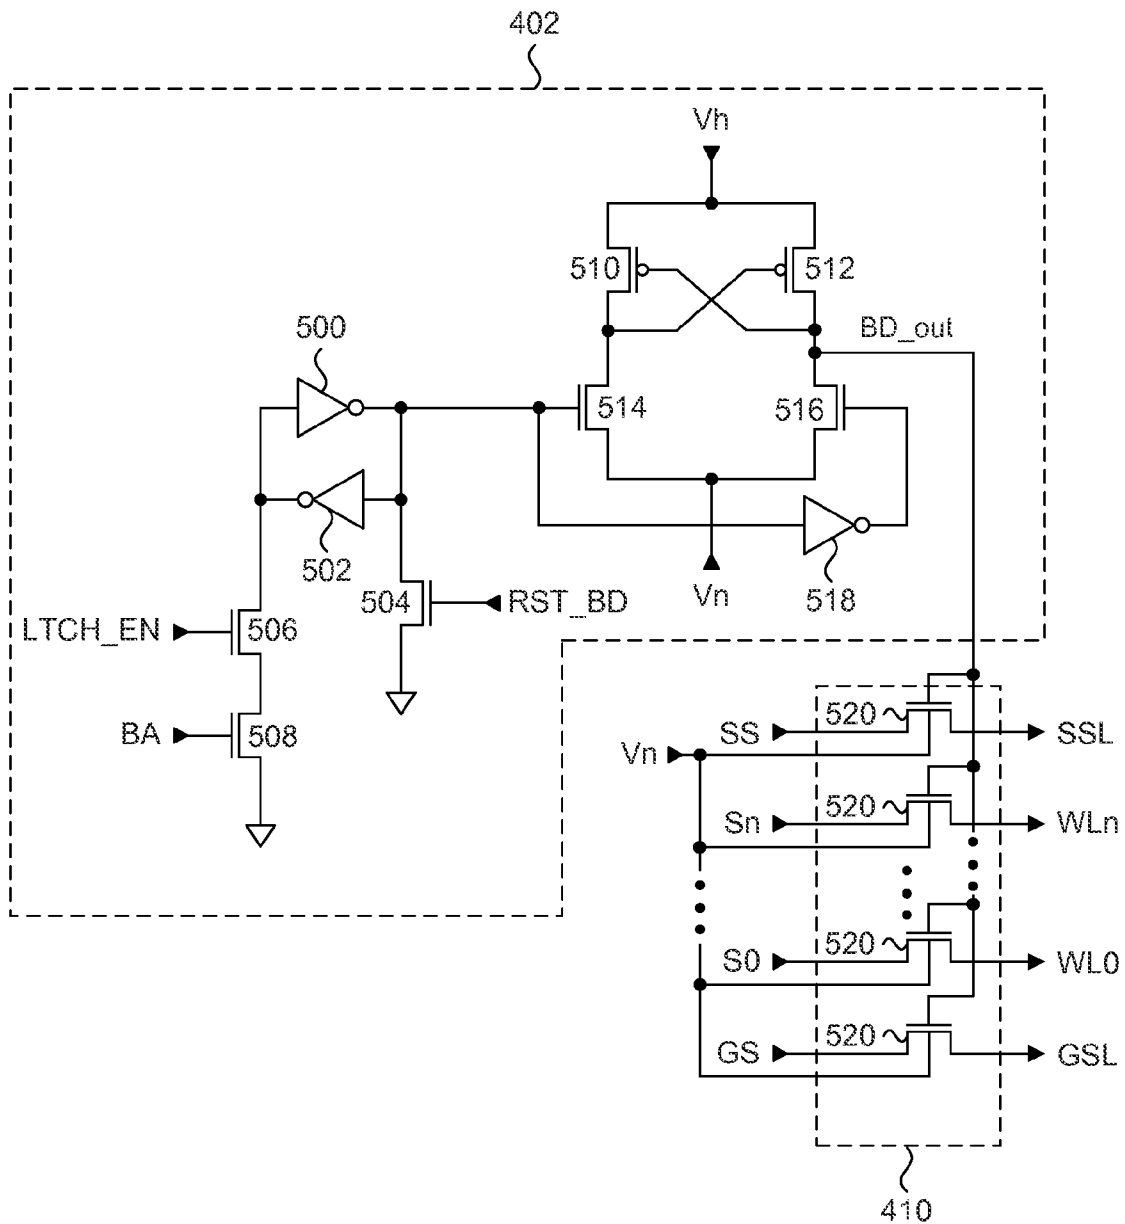 402
Vh
510
512
500
BD_out
514
516
502
518
504
RST_BD
Vn
LTCH_EN
506
BA
508
SS
520
SSL
Vn
Sn
520
WLn
S0
520
WL0
GS
520
GSL
410